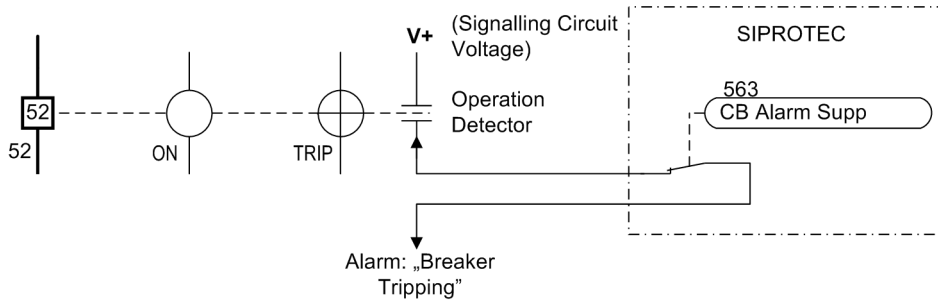 V+
(Signalling Circuit
Voltage)
SIPROTEC
52
Operation
Detector
563
CB Alarm Supp
52
ON
TRIP
Alarm: „Breaker
Tripping”